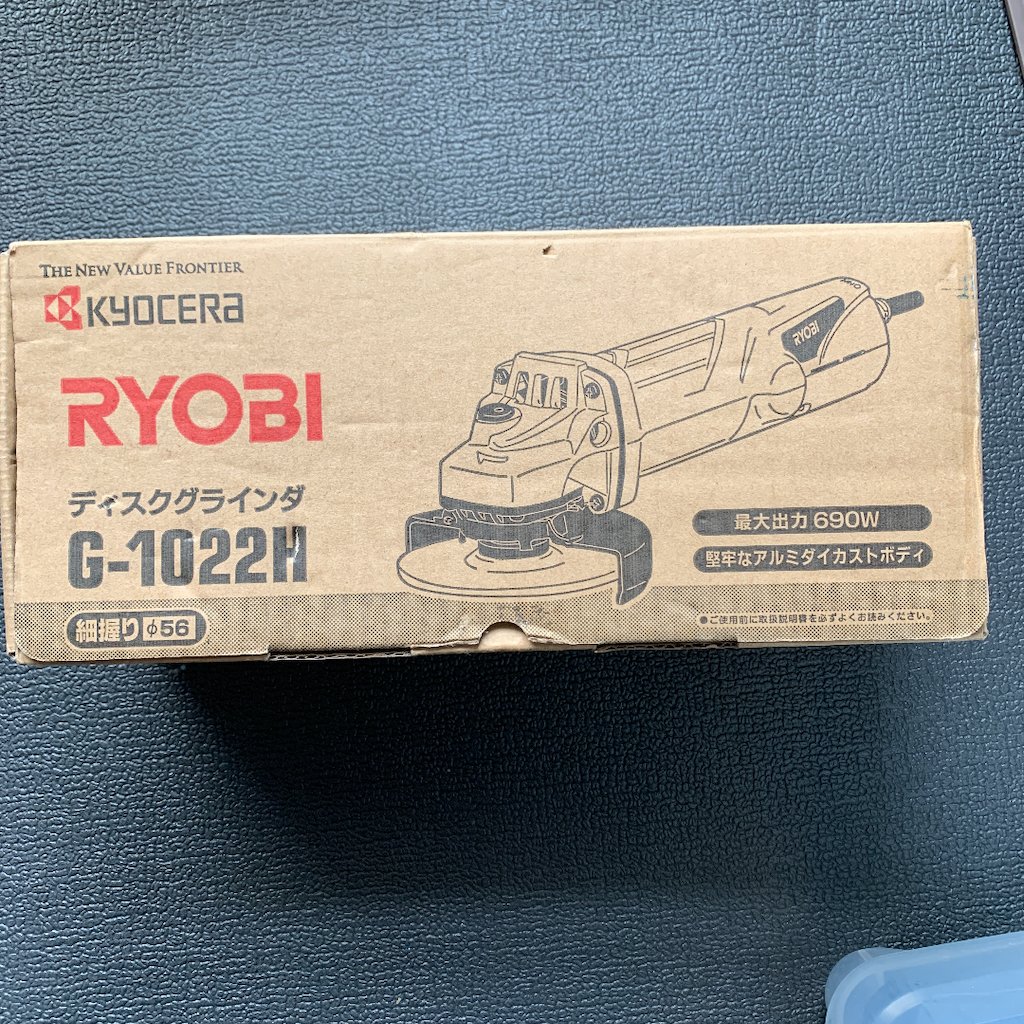 THE NEW VALUE FRONTIER
KYOCERA
RYOBI
ディスクグラインダ
G-1022H
細握り φ56
RYOBI
最大出力 690W
堅牢なアルミダイカストボディ
●ご使用前に取扱説明書を必ずよくお読みください。